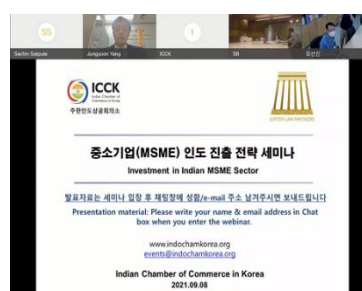 SS
I
Sachin Satpute
Jungyoon Yang
ICCK
SB
오선진
ICCK
Indian Chamber of
Commerce in Korea
주한인도상공회의소
JUPITER LAW PARTNERS
중소기업(MSME) 인도 진출 전략 세미나
Investment in Indian MSME Sector
발표자료는 세미나 입장 후 채팅창에 성함/e-mail 주소 남겨주시면 보내드립니다
Presentation material: Please write your name & email address in Chat
box when you enter the webinar.
www.indochamkorea.org
events@indochamkorea.org
Indian Chamber of Commerce in Korea
2021.09.08